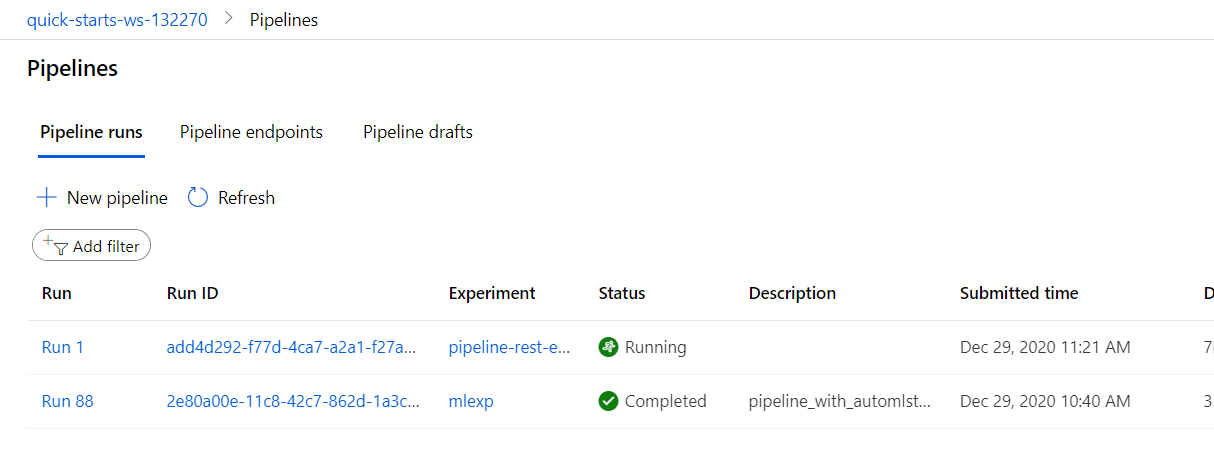 quick-starts-ws-132270 > Pipelines
Pipelines
Pipeline runs Pipeline endpoints Pipeline drafts
New pipeline Refresh
Add filter
Run Run ID Experiment Status Description Submitted time D
Run 1 add4d292-f77d-4ca7-a2a1-f27a... pipeline-rest-e... Running Dec 29, 2020 11:21 AM
Run 88 2e80a00e-11c8-42c7-862d-1a3c... mlexp Completed pipeline_with_automlst... Dec 29, 2020 10:40 AM